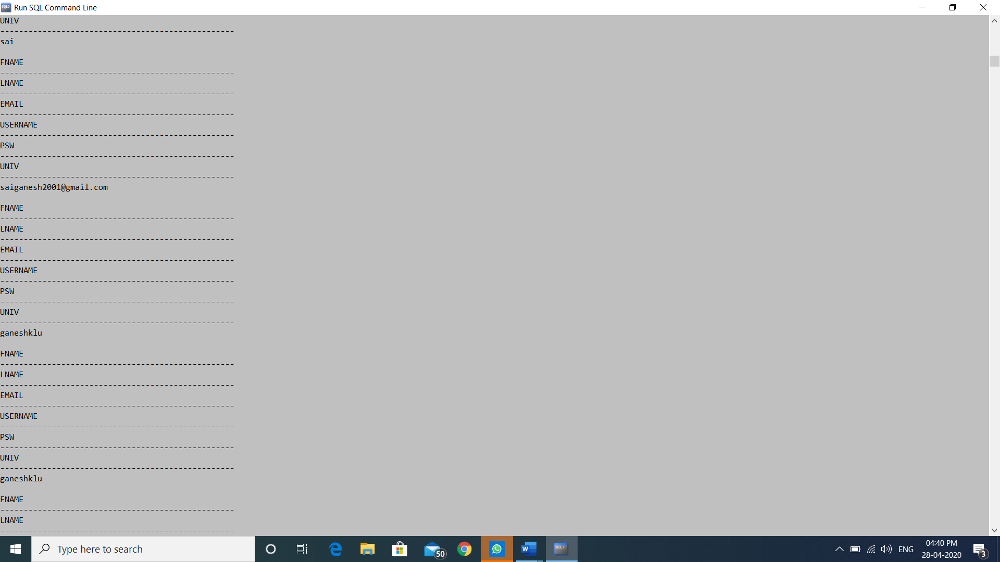 Run SQL Command Line
UNIV
--------------------------------------------------
sai
FNAME
--------------------------------------------------
LNAME
--------------------------------------------------
EMAIL
--------------------------------------------------
USERNAME
--------------------------------------------------
PSW
--------------------------------------------------
UNIV
--------------------------------------------------
saiganesh2001@gmail.com
FNAME
--------------------------------------------------
LNAME
--------------------------------------------------
EMAIL
--------------------------------------------------
USERNAME
--------------------------------------------------
PSW
--------------------------------------------------
UNIV
--------------------------------------------------
ganeshklu
FNAME
--------------------------------------------------
LNAME
--------------------------------------------------
EMAIL
--------------------------------------------------
USERNAME
--------------------------------------------------
PSW
--------------------------------------------------
UNIV
--------------------------------------------------
ganeshklu
FNAME
--------------------------------------------------
LNAME
--------------------------------------------------
Type here to search
50
W
SQL>
ENG
04:40 PM
28-04-2020
3